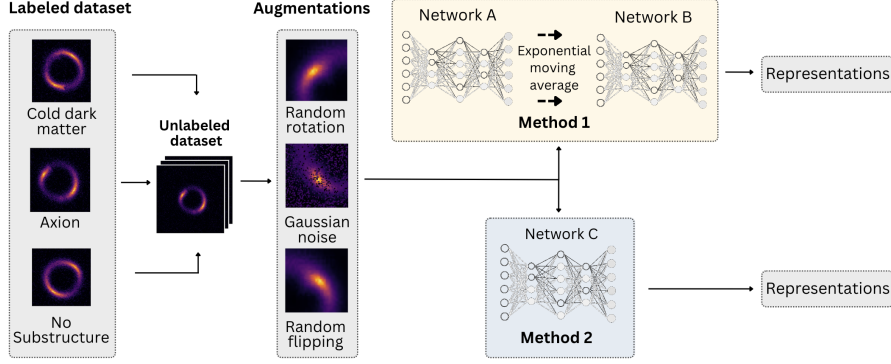 Labeled dataset
Cold dark
matter
Axion
No
Substructure
Unlabeled
dataset
Augmentations
Random
rotation
Gaussian
noise
Random
flipping
Network A
Exponential
moving
average
Network B
Method 1
Representations
Network C
Method 2
Representations